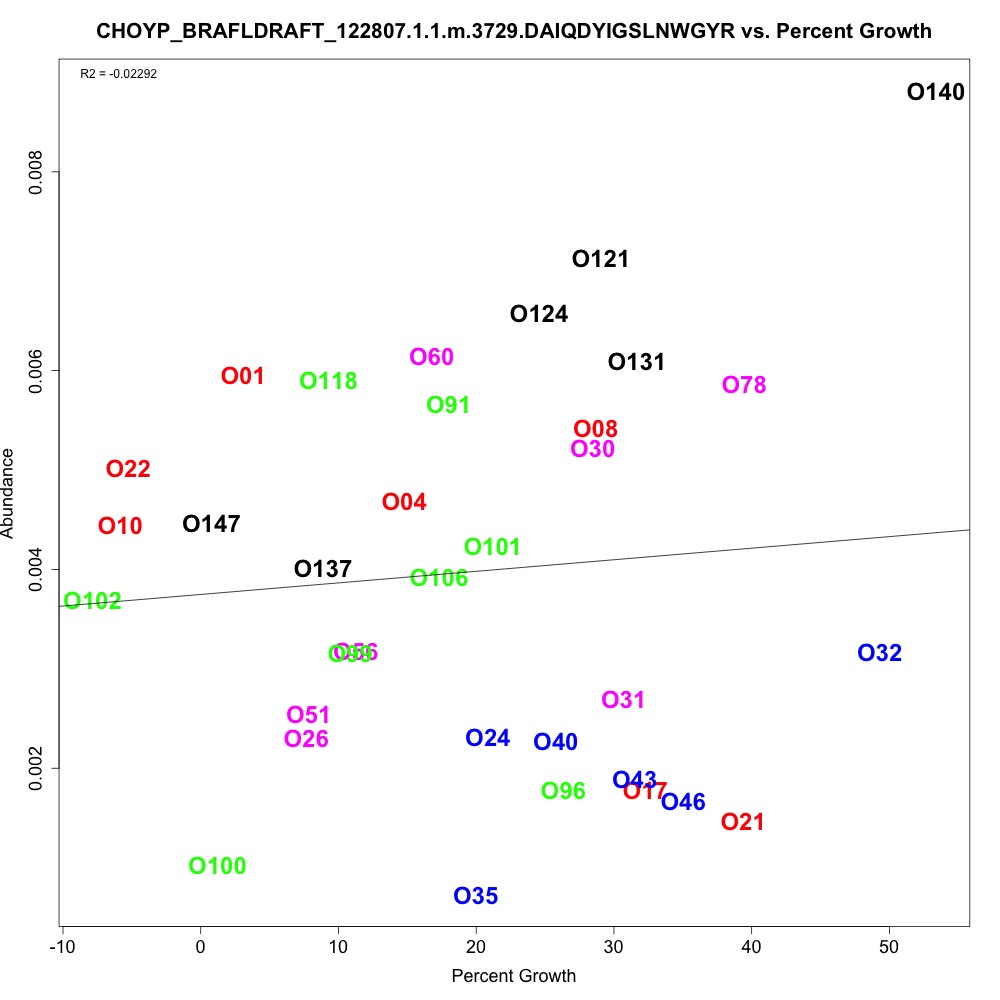 CHOYP_BRAFLDRAFT_122807.1.1.m.3729.DAIQDYIGSLNWGYR vs. Percent Growth
R2 = -0.02292
O140
0.008
O121
O124
O60
O131
0.006
O01
O118
O78
O91
O08
O30
O22
O04
O10
O147
Abundance
O101
0.004
O137
O106
O102
O56
O32
O31
O51
O26
O24
O40
0.002
O43
O17
O96
O46
O21
O100
O35
-10 0 10 20 30 40 50
Percent Growth